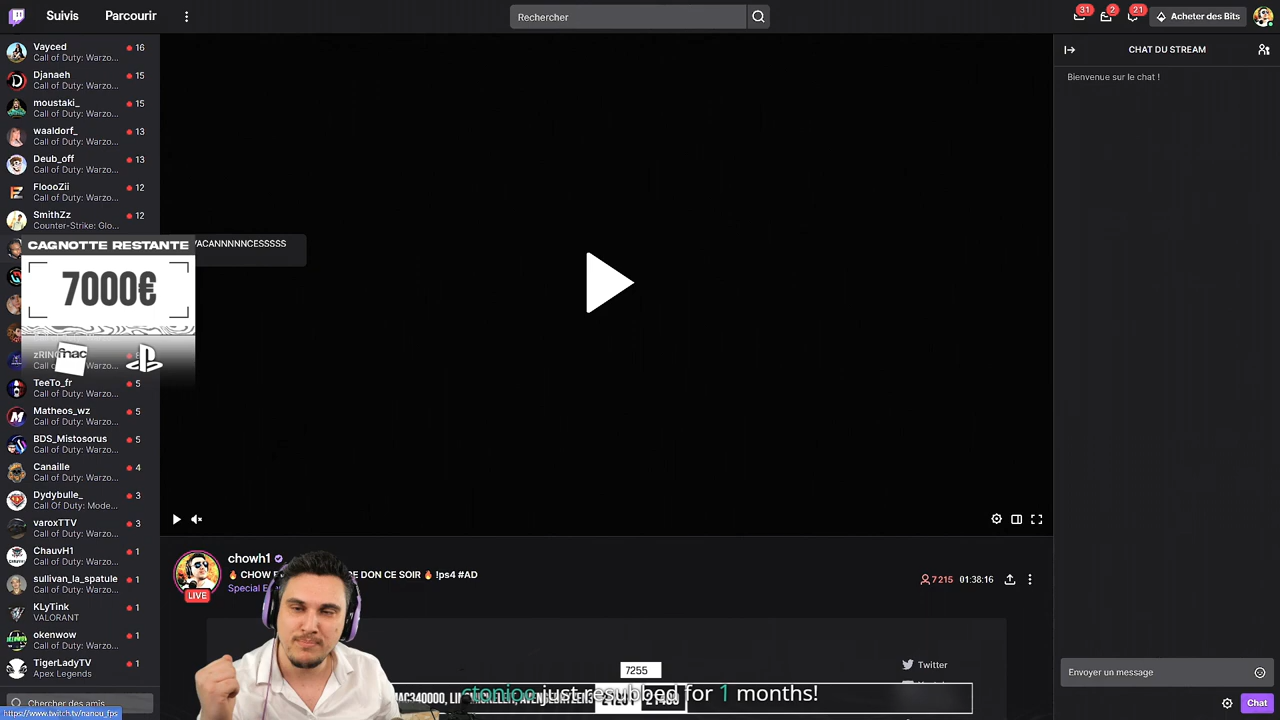 Suivis
Parcourir
Rechercher
31
2
21
Acheter des Bits
Vayced
16
Call of Duty: Warzo...
Djanaeh
15
Call of Duty: Warzo...
moustaki_
15
Call of Duty: Warzo...
waaldorf_
13
Call of Duty: Warzo...
Deub_off
13
Call of Duty: Warzo...
FloooZii
12
Call of Duty: Warzo...
SmithZz
12
Counter-Strike: Glo...
CAGNOTTE RESTANTE
7000€
fnac
TeeTo_fr
5
Call of Duty: Warzo...
Matheos_wz
5
Call of Duty: Warzo...
BDS_Mistosorus
5
Call of Duty: Warzo...
Canaille
4
Call of Duty: Warzo...
Dydybulle_
3
Call Of Duty: Mode...
varoxTTV
3
Call of Duty: Warzo...
ChauvH1
1
Call of Duty: Warzo...
sullivan_la_spatule
1
Call of Duty: Warzo...
KLyTink
1
VALORANT
okenwow
1
Call of Duty: Warzo...
TigerLadyTV
1
Apex Legends
Chercher des amis
https://www.twitch.tv/nanou_fps
chowh1
🔥 CHOW E
DON CE SOIR 🔥 !ps4 #AD
LIVE
7 215
01:38:16
7255
Twitter
just resubbed for 1 months!
CHAT DU STREAM
Bienvenue sur le chat !
Envoyer un message
Chat